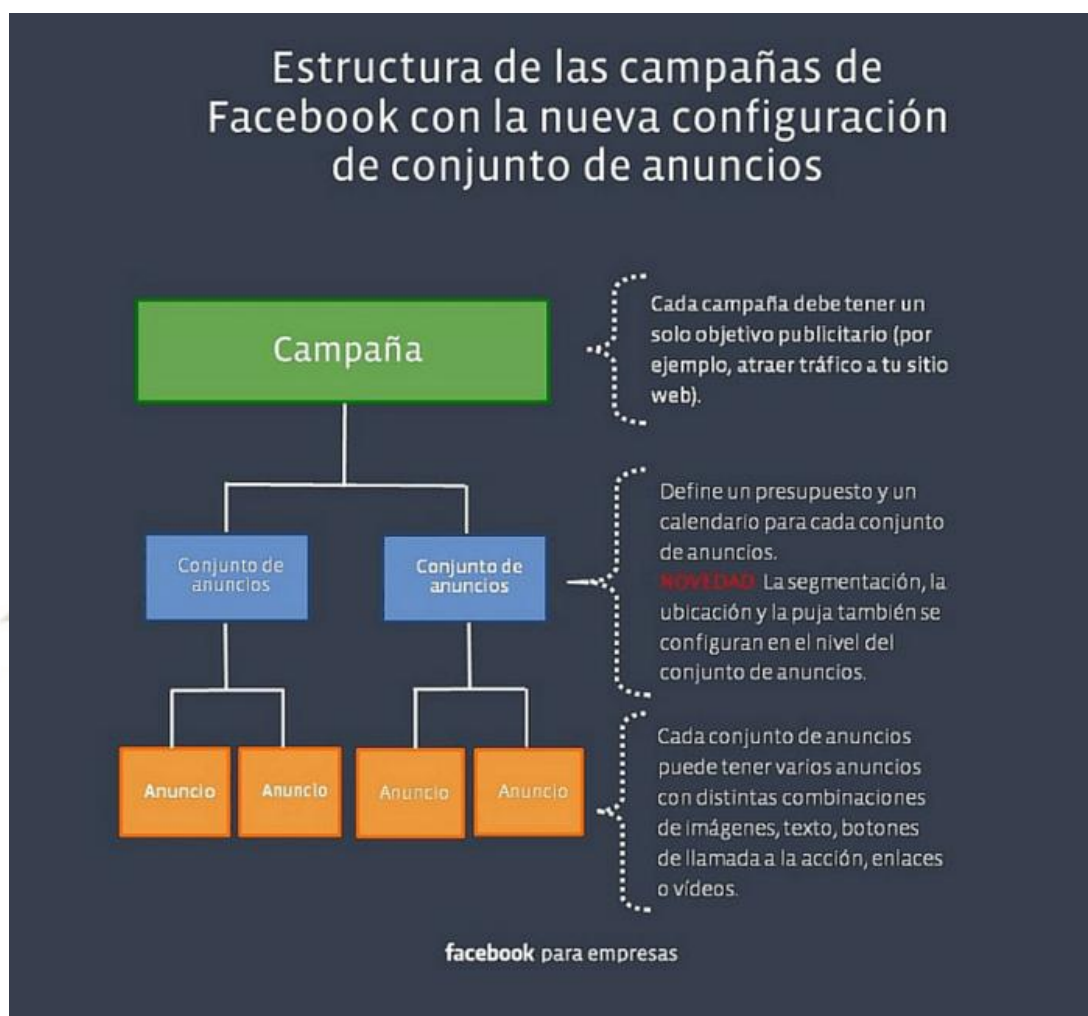 Estructura de las campañas de
Facebook con la nueva configuración
de conjunto de anuncios
Campaña
Cada campaña debe tener un
solo objetivo publicitario (por
ejemplo, atraer tráfico a tu sitio
web).
Conjunto de
anuncios
Conjunto de
anuncios
Define un presupuesto y un
calendario para cada conjunto
de anuncios.
NOVEDAD La segmentación, la
ubicación y la puja también se
configuran en el nivel del
conjunto de anuncios.
Anuncio
Anuncio
Anuncio
Anuncio
Cada conjunto de anuncios
puede tener varios anuncios
con distintas combinaciones
de imágenes, texto, botones
de llamada a la acción, enlaces
o vídeos.
facebook para empresas